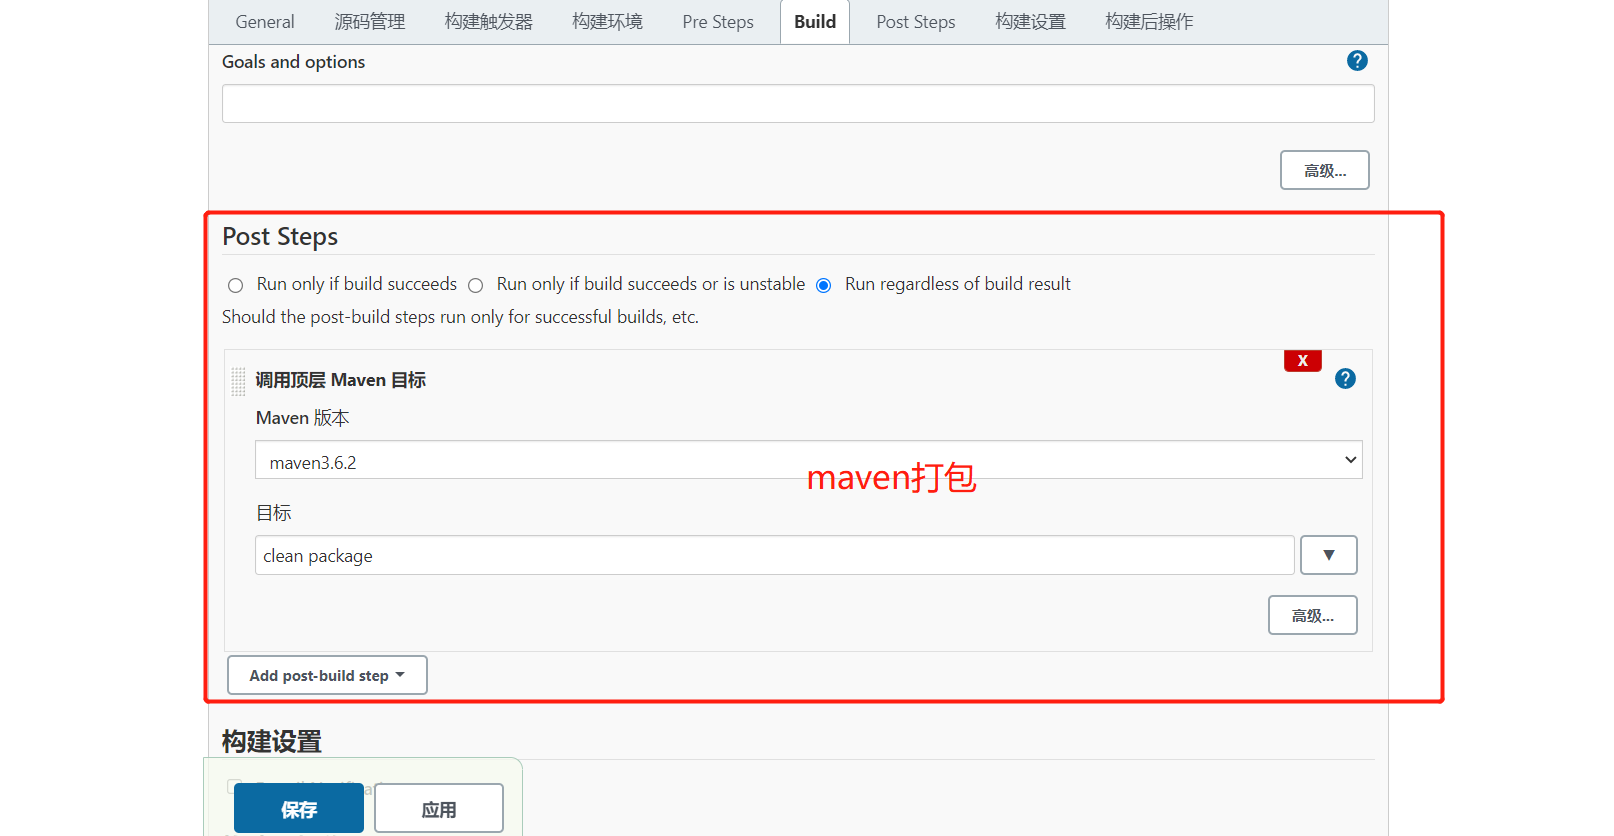 General 源码管理 构建触发器 构建环境 Pre Steps Build Post Steps 构建设置 构建后操作
Goals and options ?
高级...
Post Steps
Run only if build succeeds Run only if build succeeds or is unstable Run regardless of build result
Should the post-build steps run only for successful builds, etc.
X
调用顶层 Maven 目标 ?
Maven 版本
maven3.6.2
maven打包
目标
clean package
高级...
Add post-build step
构建设置
保存 应用